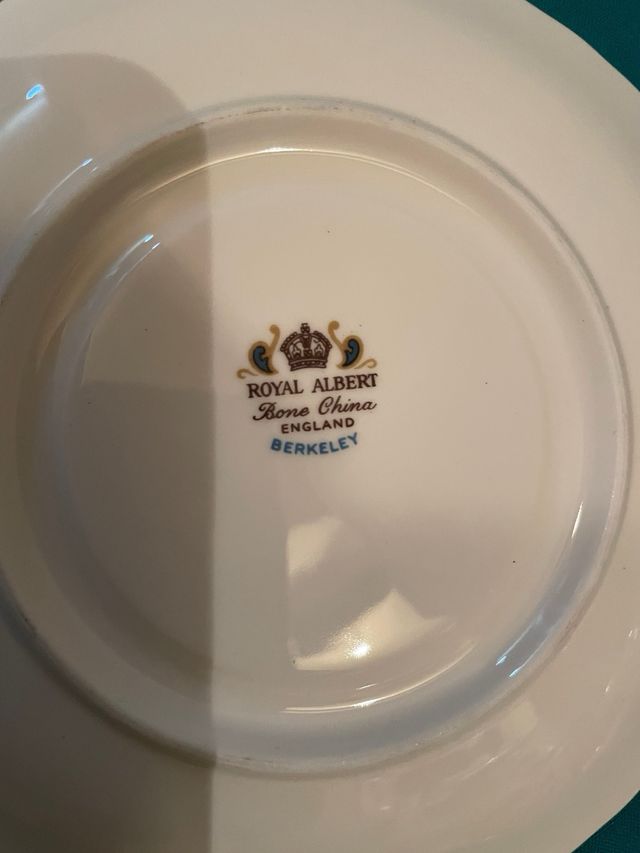 ROYAL ALBERT
Bone China
ENGLAND
BERKELEY